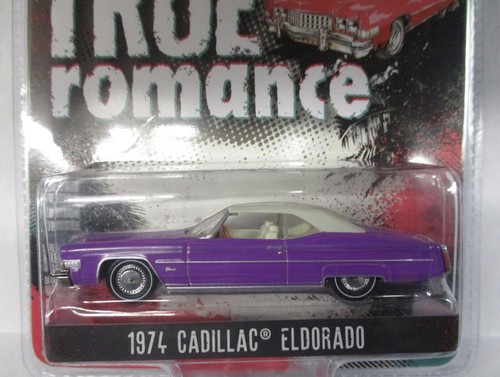 TRUE
romance
1974 CADILLAC® ELDORADO